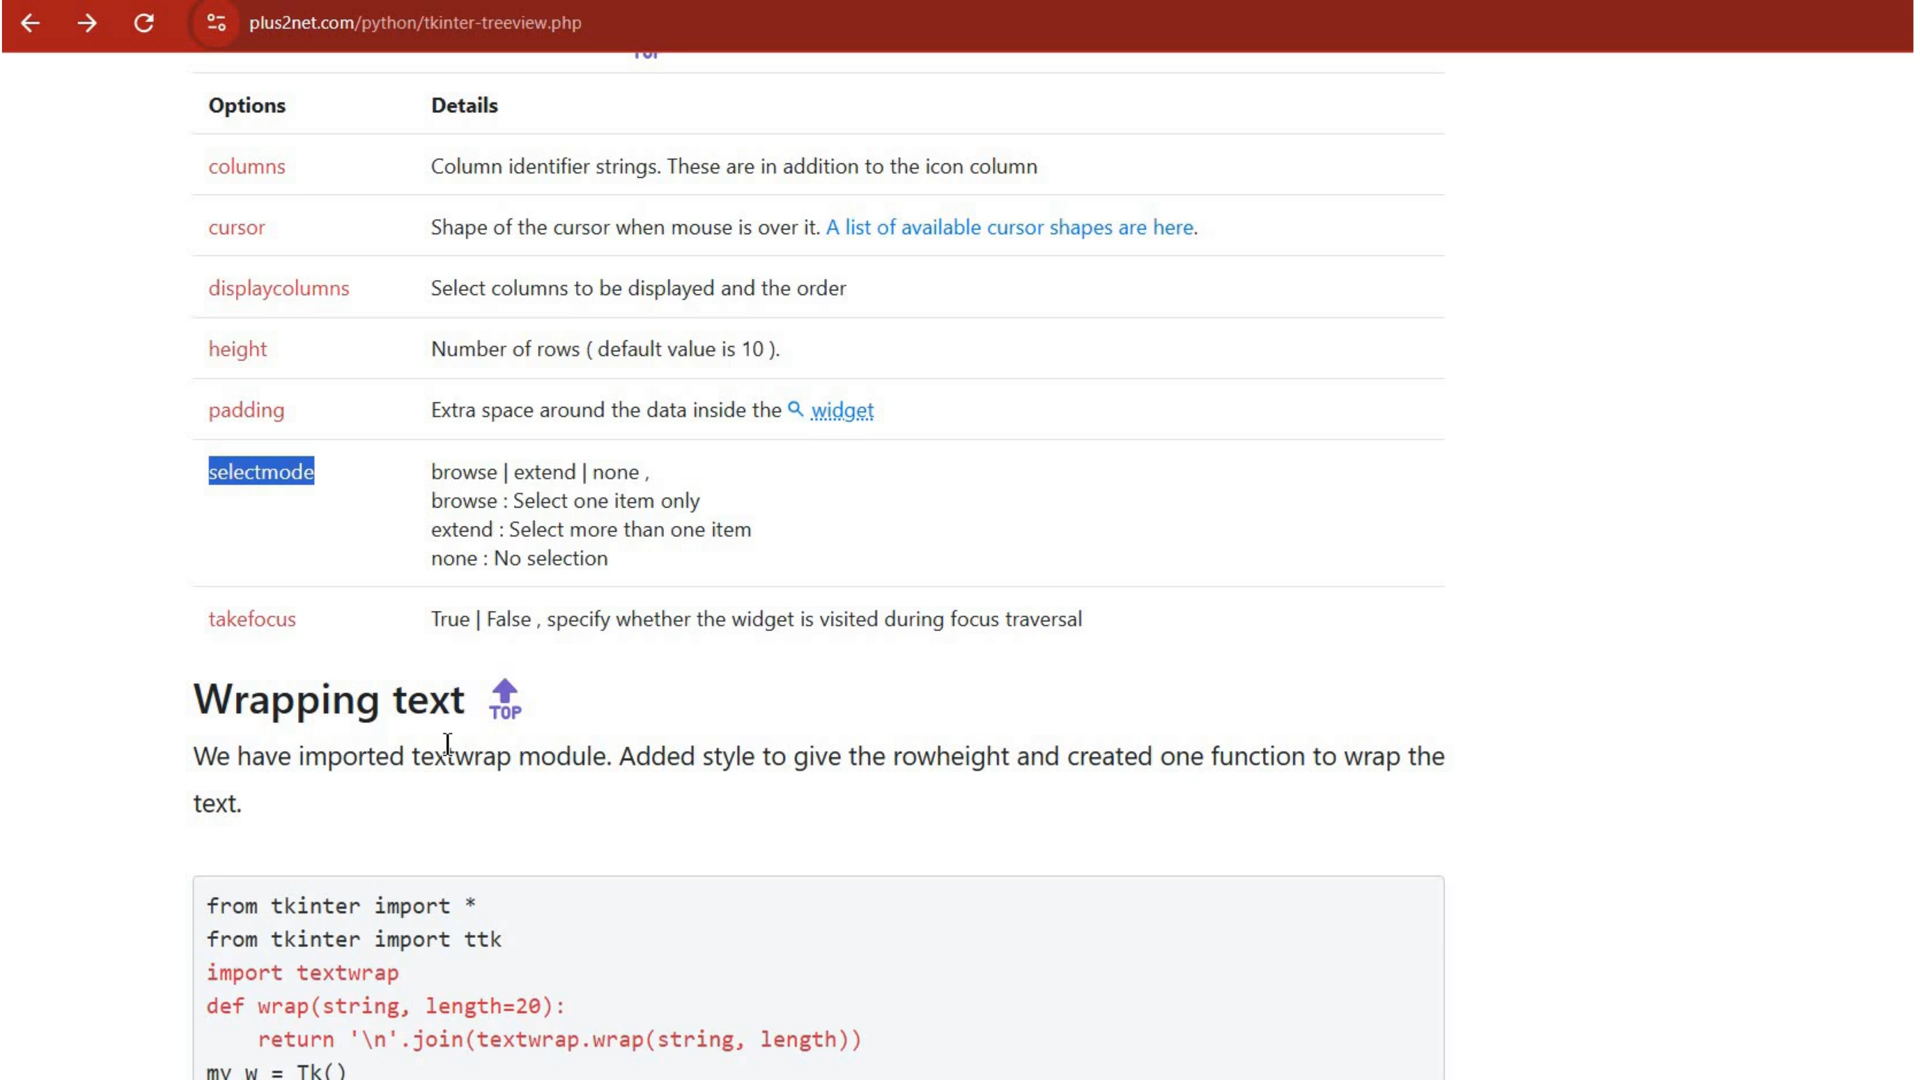 plus2net.com/python/tkinter-treeview.php
TOP
Options Details
columns Column identifier strings. These are in addition to the icon column
cursor Shape of the cursor when mouse is over it. A list of available cursor shapes are here.
displaycolumns Select columns to be displayed and the order
height Number of rows ( default value is 10 ).
padding Extra space around the data inside the widget
selectmode browse | extend | none ,
browse : Select one item only
extend : Select more than one item
none : No selection
takefocus True | False , specify whether the widget is visited during focus traversal
Wrapping text TOP
We have imported textwrap module. Added style to give the rowheight and created one function to wrap the
text.
from tkinter import *
from tkinter import ttk
import textwrap
def wrap(string, length=20):
    return '\n'.join(textwrap.wrap(string, length))
my_w = Tk()